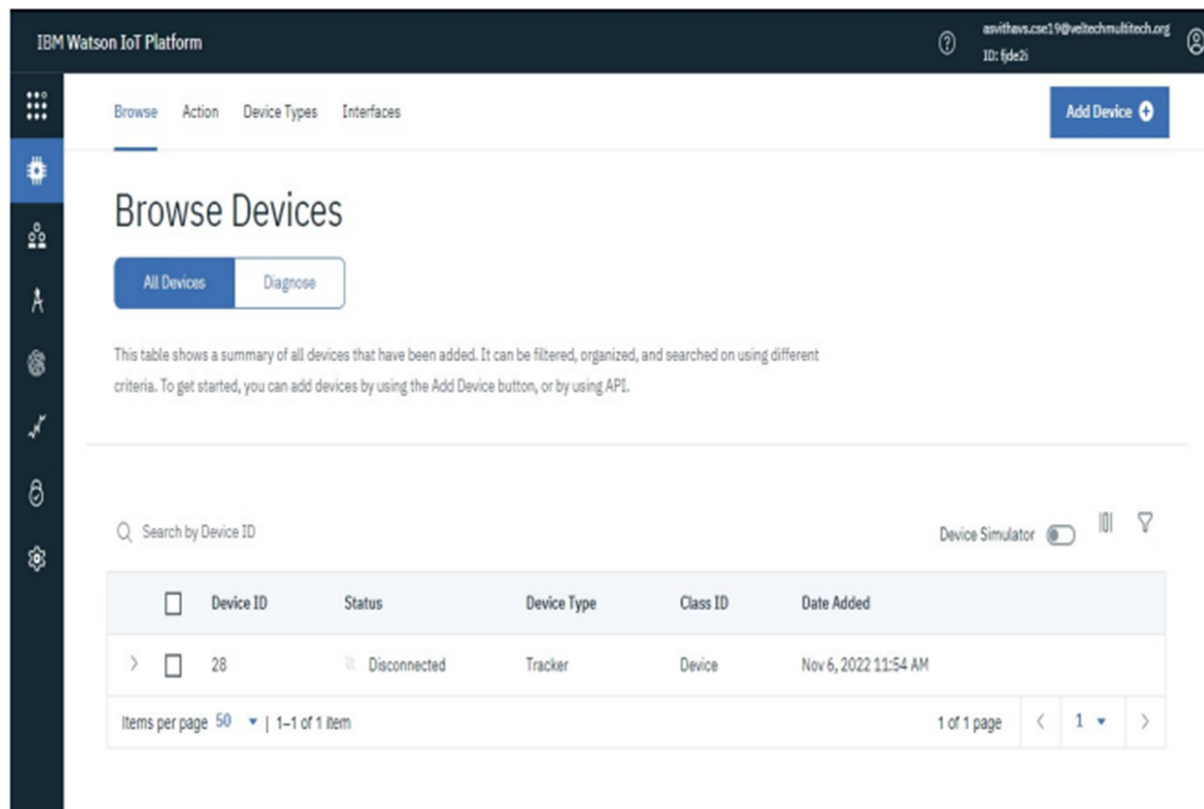 IBM Watson IoT Platform
asvithavs.cse19@veltechmultitech.org
ID: fjde2i
Browse Action Device Types Interfaces
Add Device
Browse Devices
All Devices Diagnose
This table shows a summary of all devices that have been added. It can be filtered, organized, and searched on using different
criteria. To get started, you can add devices by using the Add Device button, or by using API.
Search by Device ID
Device Simulator
Device ID Status Device Type Class ID Date Added
28 Disconnected Tracker Device Nov 6, 2022 11:54 AM
Items per page 50 | 1–1 of 1 item
1 of 1 page 1